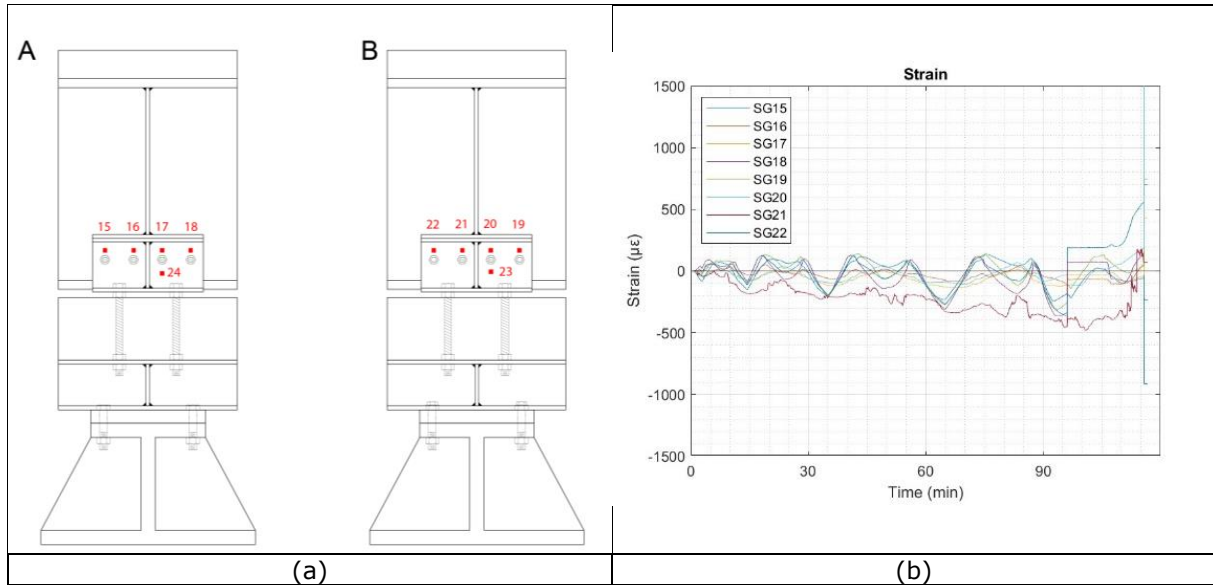 A
B
15 16 17 18
24
22 21 20 19
23
Strain
1500
1000
500
0
-500
-1000
-1500
Strain (µε)
SG15
SG16
SG17
SG18
SG19
SG20
SG21
SG22
0 30 60 90
Time (min)
(a) (b)